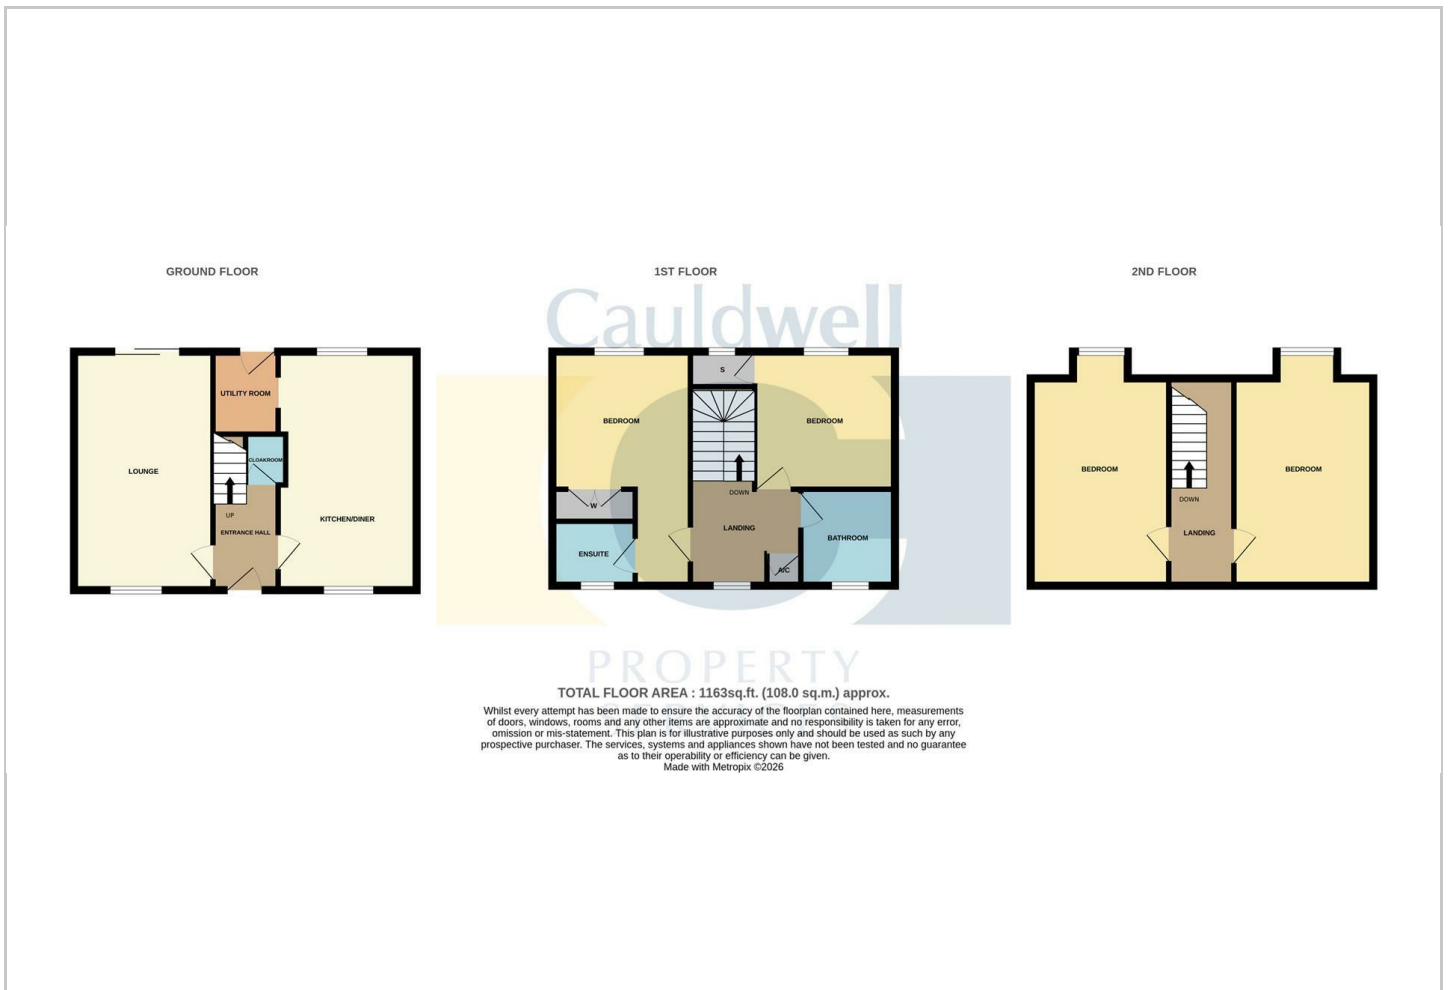 GROUND FLOOR
1ST FLOOR
2ND FLOOR
Cauldwell
UTILITY ROOM
CLOAKROOM
LOUNGE
UP
KITCHEN/DINER
ENTRANCE HALL
S
BEDROOM
BEDROOM
W
DOWN
LANDING
ENSUITE
BATHROOM
A/C
BEDROOM
BEDROOM
DOWN
LANDING
PROPERTY
TOTAL FLOOR AREA : 1163sq.ft. (108.0 sq.m.) approx.
Whilst every attempt has been made to ensure the accuracy of the floorplan contained here, measurements
of doors, windows, rooms and any other items are approximate and no responsibility is taken for any error,
omission or mis-statement. This plan is for illustrative purposes only and should be used as such by any
prospective purchaser. The services, systems and appliances shown have not been tested and no guarantee
as to their operability or efficiency can be given.
Made with Metropix ©2026